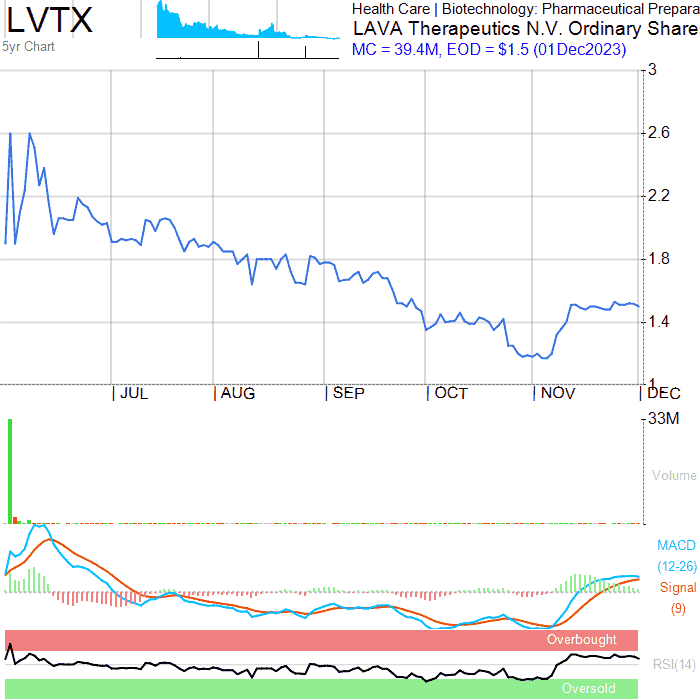 LVTX
5yr Chart
Health Care | Biotechnology: Pharmaceutical Prepara
LAVA Therapeutics N.V. Ordinary Share
MC = 39.4M, EOD = $1.5 (01Dec2023)
3
2.6
2.2
1.8
1.4
1
JUL
AUG
SEP
OCT
NOV
DEC
33M
Volume
MACD
(12-26)
Signal
(9)
Overbought
RSI(14)
Oversold